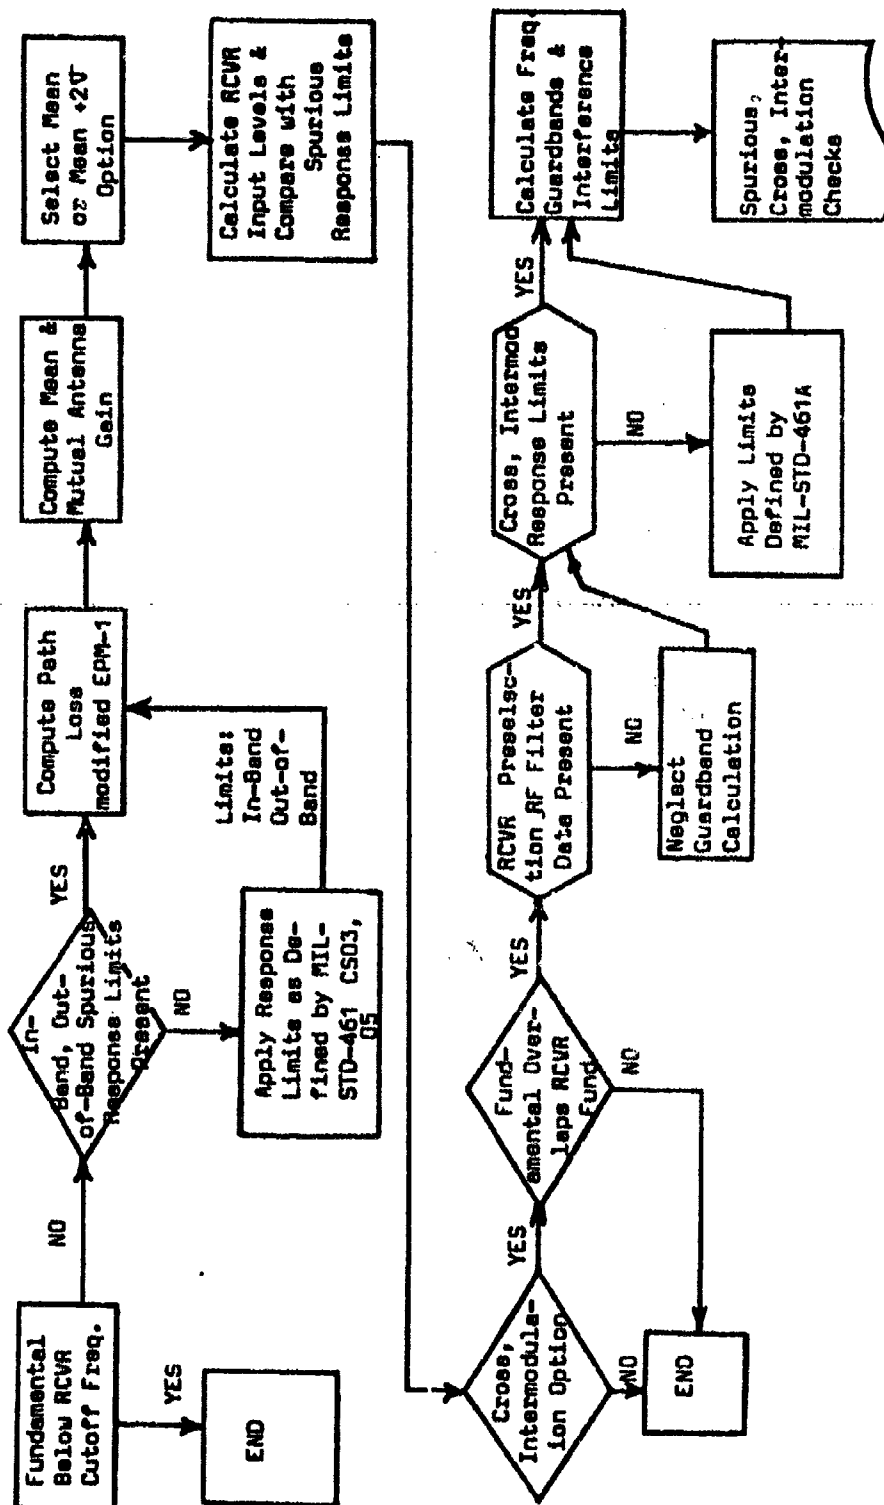 Fundamental
Below RCVR
Cutoff Freq.
YES
END
NO
In-
Band, Out-
of-Band Spurious
Response Limits
Present
YES
NO
Apply Response
Limits as De-
fined by MIL-
STD-461 CS03,
05
Limits:
In-Band
Out-of-
Band
Compute Path
Loss
modified EPM-1
Compute Mean &
Mutual Antenna
Gain
Select Mean
or Mean +2σ
Option
Calculate RCVR
Input Levels &
Compare with
Spurious
Response Limits
Cross,
Intermodula-
ion Option
NO
END
YES
Fund-
amental Over-
laps RCVR
Fund
NO
YES
RCVR Preselec-
tion RF Filter
Data Present
NO
Neglect
Guardband
Calculation
YES
Cross, Intermod
Response Limits
Present
NO
Apply Limits
Defined by
MIL-STD-461A
YES
Calculate Freq.
Guardbands &
Interference
Limits
Spurious,
Cross, Inter-
modulation
Checks